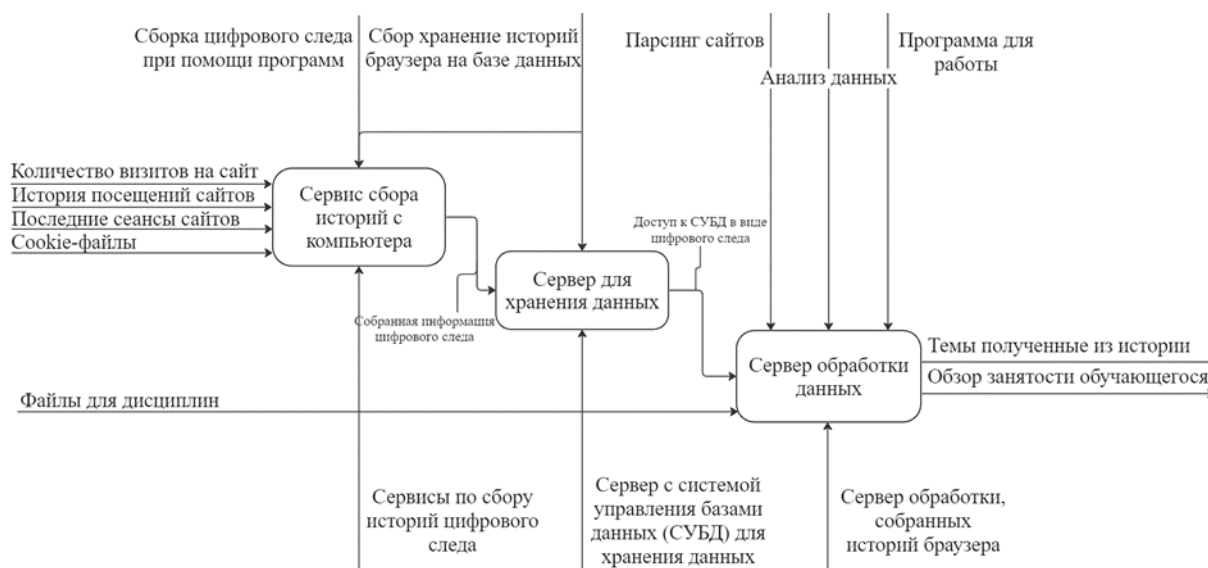 Сборка цифрового следа
при помощи программ
Сбор хранение историй
браузера на базе данных
Парсинг сайтов
Анализ данных
Программа для
работы
Количество визитов на сайт
История посещений сайтов
Последние сеансы сайтов
Cookie-файлы
Сервис сбора
историй с
компьютера
Доступ к СУБД в виде
цифрового следа
Сервер для
хранения данных
Собранная информация
цифрового следа
Сервер обработки
данных
Темы полученные из истории
Обзор занятости обучающегося
Файлы для дисциплин
Сервисы по сбору
историй цифрового
следа
Сервер с системой
управления базами
данных (СУБД) для
хранения данных
Сервер обработки,
собранных
историй браузера